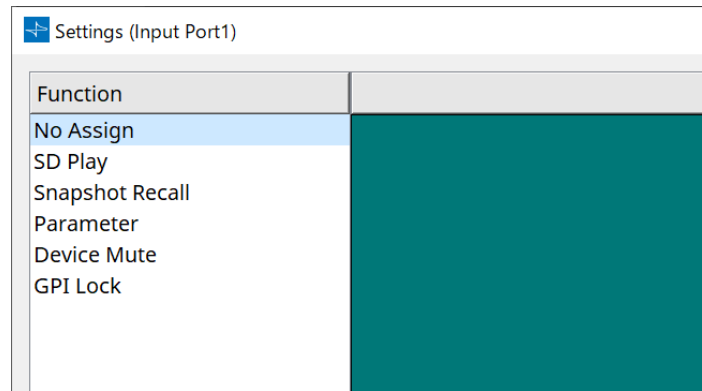 Settings (Input Port1)
Function
No Assign
SD Play
Snapshot Recall
Parameter
Device Mute
GPI Lock